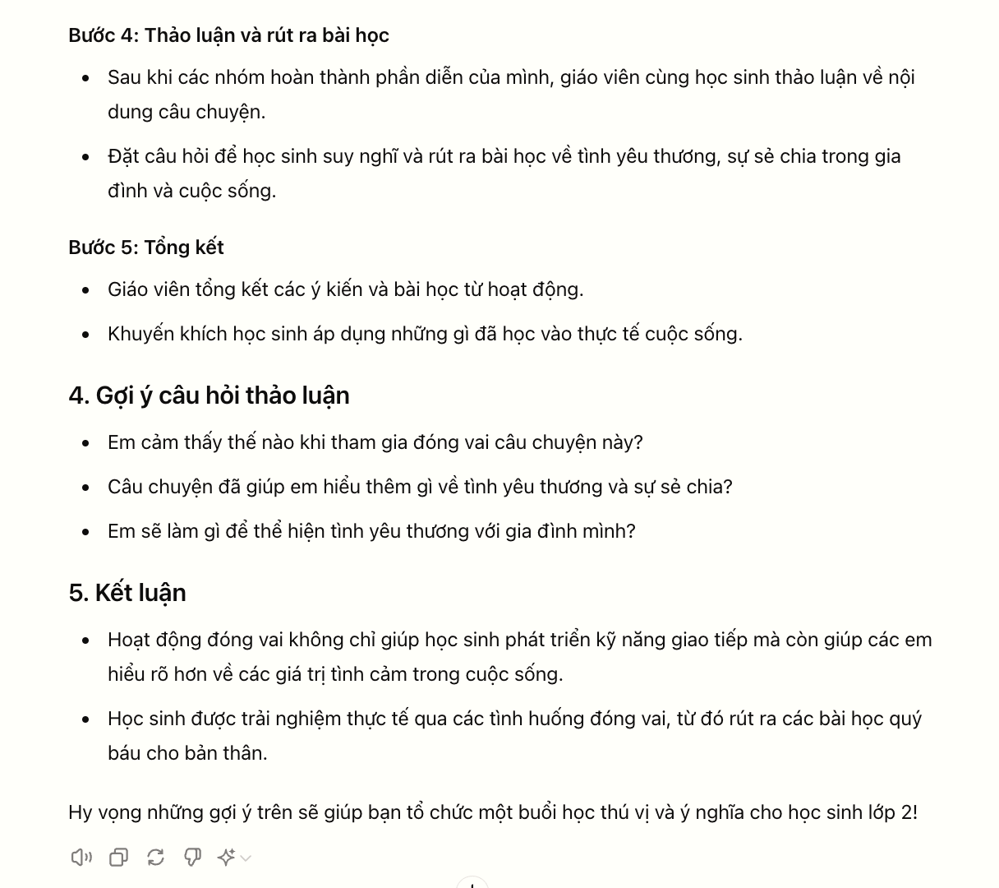 Bước 4: Thảo luận và rút ra bài học
Sau khi các nhóm hoàn thành phần diễn của mình, giáo viên cùng học sinh thảo luận về nội
dung câu chuyện.
Đặt câu hỏi để học sinh suy nghĩ và rút ra bài học về tình yêu thương, sự sẻ chia trong gia
đình và cuộc sống.
Bước 5: Tổng kết
Giáo viên tổng kết các ý kiến và bài học từ hoạt động.
Khuyến khích học sinh áp dụng những gì đã học vào thực tế cuộc sống.
4. Gợi ý câu hỏi thảo luận
Em cảm thấy thế nào khi tham gia đóng vai câu chuyện này?
Câu chuyện đã giúp em hiểu thêm gì về tình yêu thương và sự sẻ chia?
Em sẽ làm gì để thể hiện tình yêu thương với gia đình mình?
5. Kết luận
Hoạt động đóng vai không chỉ giúp học sinh phát triển kỹ năng giao tiếp mà còn giúp các em
hiểu rõ hơn về các giá trị tình cảm trong cuộc sống.
Học sinh được trải nghiệm thực tế qua các tình huống đóng vai, từ đó rút ra các bài học quý
báu cho bản thân.
Hy vọng những gợi ý trên sẽ giúp bạn tổ chức một buổi học thú vị và ý nghĩa cho học sinh lớp 2!